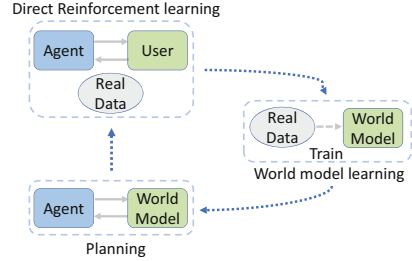 Direct Reinforcement learning
Agent
User
Real
Data
Real
Data
World
Model
Train
World model learning
Agent
World
Model
Planning